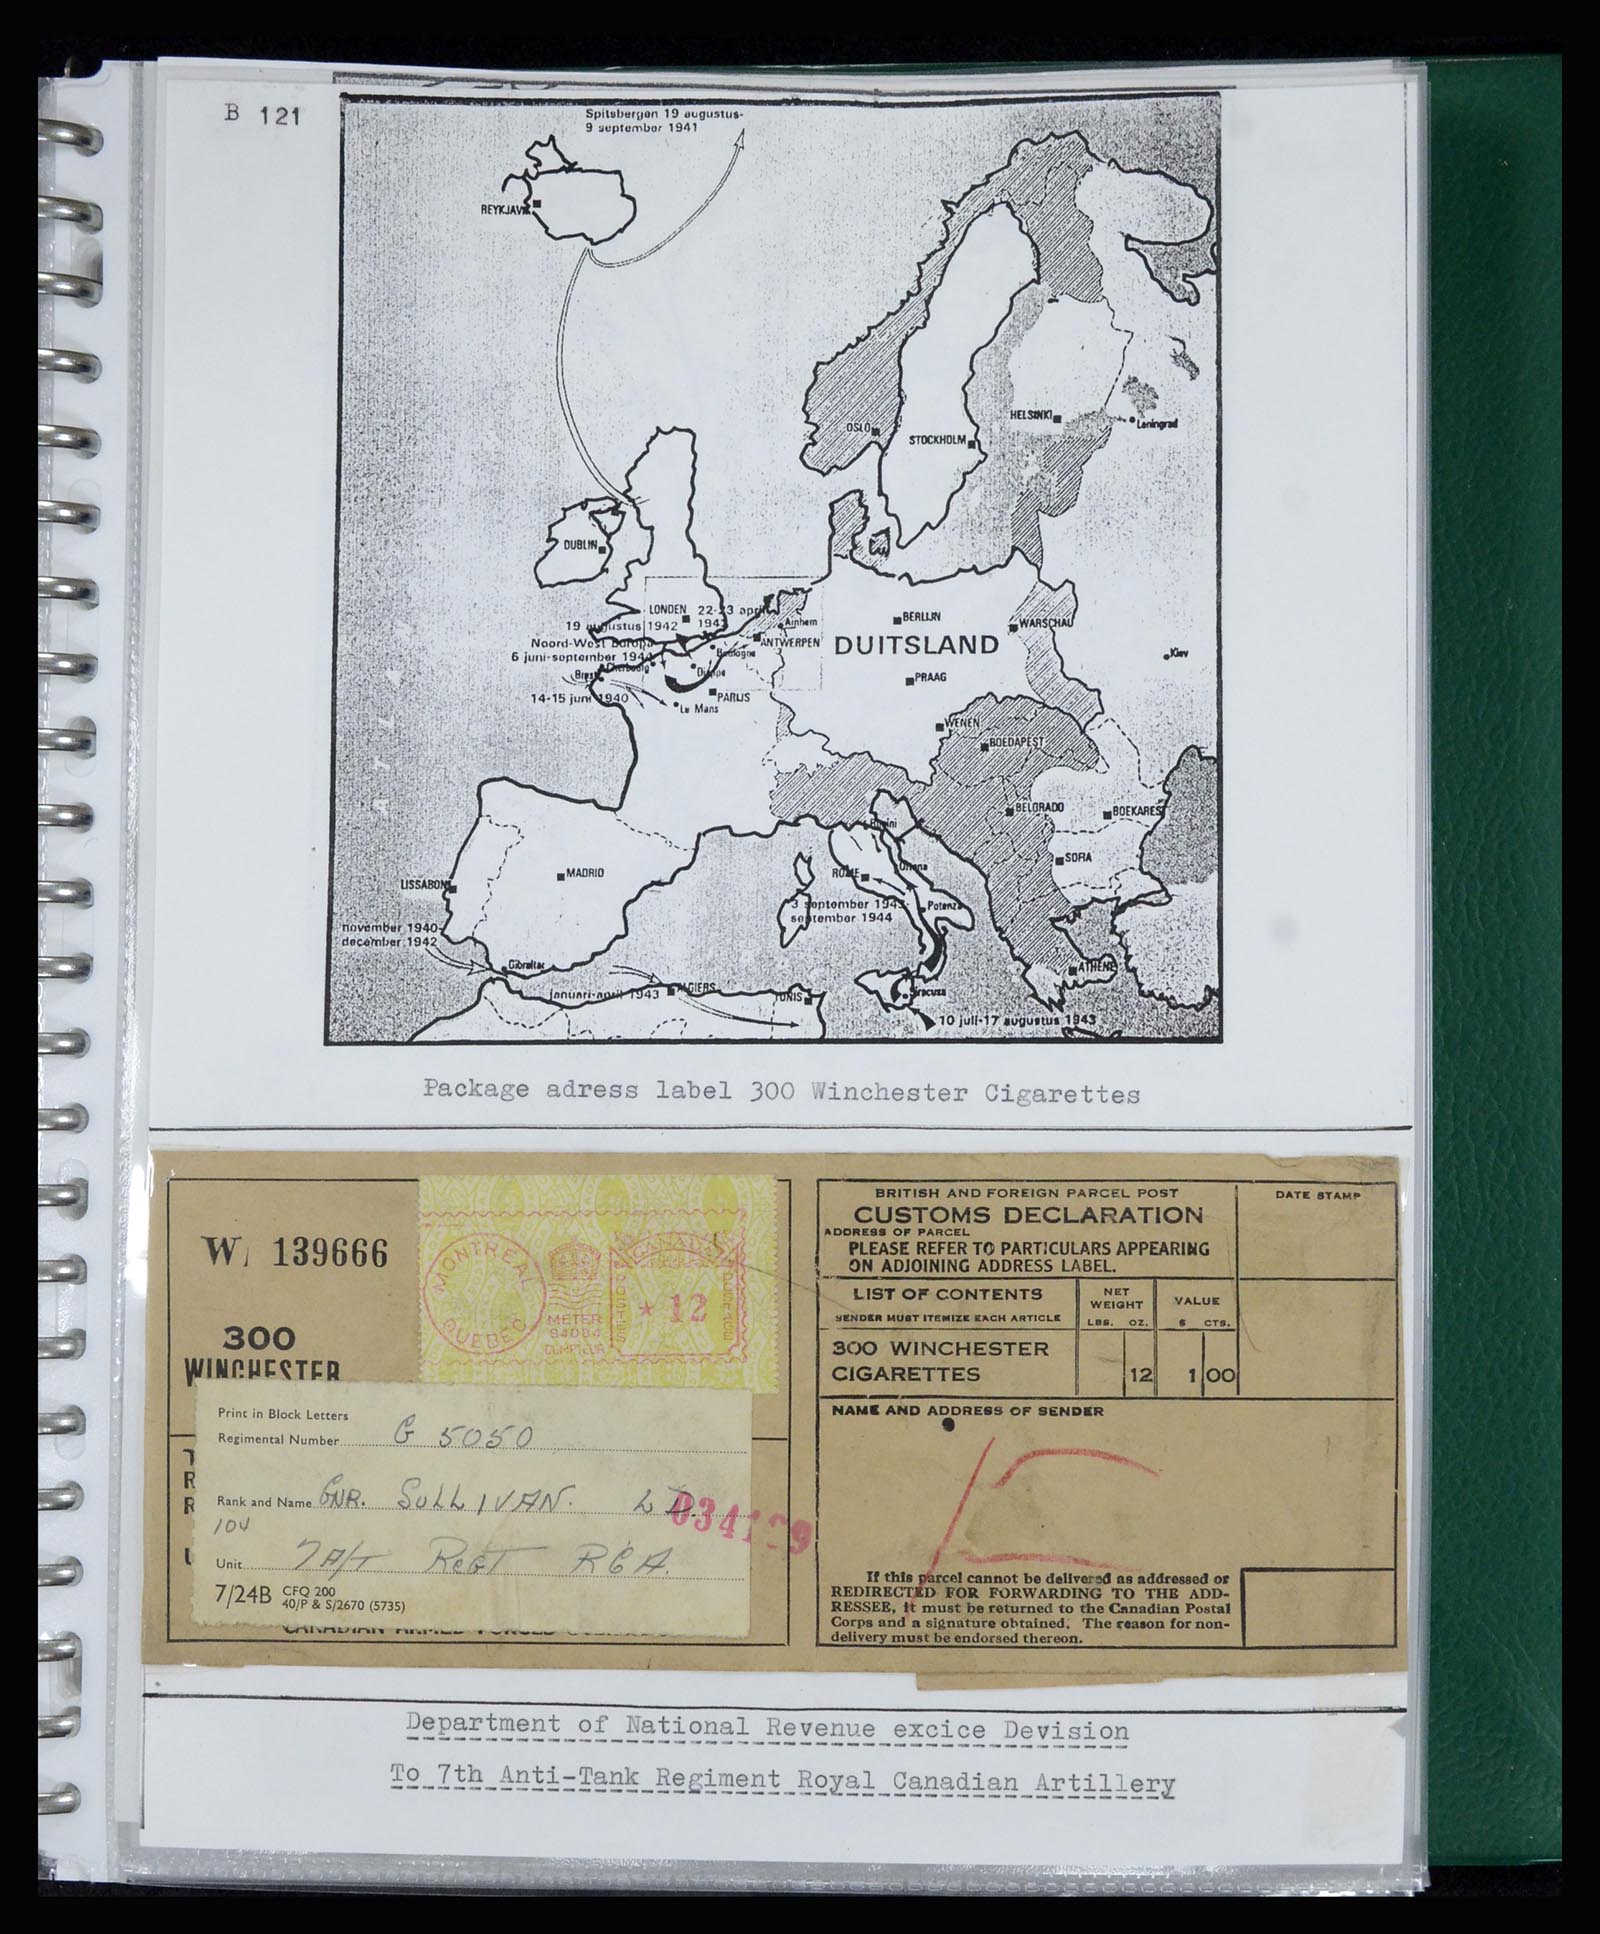 B 121
Spitsbergen 19 augustus-
9 september 1941
REYKJAVIK
OSLO
STOCKHOLM
HELSINKI
Leningrad
DUBLIN
LONDEN
22-23 april
1943
19 augustus 1942
Arnhem
BERLIJN
WARSCHAU
Noord-West Europa
6 juni-september 1944
ANTWERPEN
DUITSLAND
Boulogne
Kiev
Cherbourg
Brest
Dieppe
PRAAG
14-15 juni 1940
PARIJS
Le Mans
WENEN
BOEDAPEST
BELGRADO
BOEKAREST
Rimini
SOFIA
MADRID
ROME
Ortona
LISSABON
3 september 1943-
september 1944
Potenza
november 1940-
december 1942
Gibraltar
ATHENE
januari-april 1943
ALGIERS
TUNIS
Siracusa
10 juli-17 augustus 1943
Package adress label 300 Winchester Cigarettes
W 139666
MONTREAL
QUEBEC
METER
94084
COMPTEUR
CANADA
POSTES
* 12
POSTAGE
300
WINCHESTER
Print in Block Letters
Regimental Number G 5050
Rank and Name GNR. SULLIVAN. L D.
104
Unit 7 A/T REGT RCA.
7/24B CFQ 200
40/P & S/2670 (5735)
CANADIAN ARMED FORCES
BRITISH AND FOREIGN PARCEL POST
CUSTOMS DECLARATION
ADDRESS OF PARCEL
PLEASE REFER TO PARTICULARS APPEARING
ON ADJOINING ADDRESS LABEL.
DATE STAMP
LIST OF CONTENTS
SENDER MUST ITEMIZE EACH ARTICLE
NET
WEIGHT
LBS. OZ.
VALUE
$ CTS.
300 WINCHESTER
CIGARETTES
12
1 00
NAME AND ADDRESS OF SENDER
If this parcel cannot be delivered as addressed or
REDIRECTED FOR FORWARDING TO THE ADD-
RESSEE, it must be returned to the Canadian Postal
Corps and a signature obtained. The reason for non-
delivery must be endorsed thereon.
Department of National Revenue excice Devision
To 7th Anti-Tank Regiment Royal Canadian Artillery